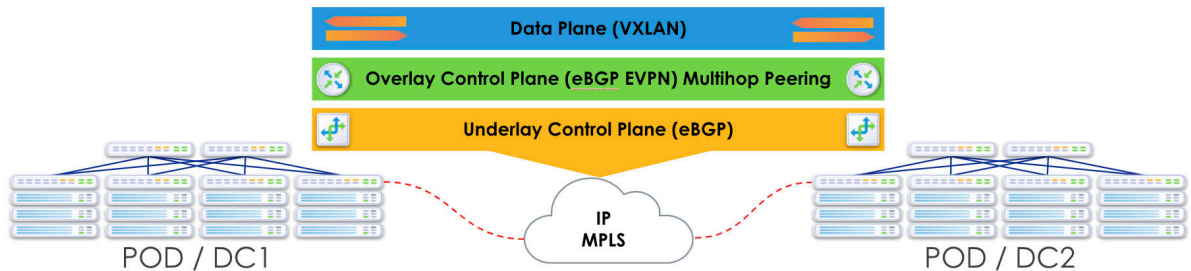 Data Plane (VXLAN)
Overlay Control Plane (eBGP EVPN) Multihop Peering
Underlay Control Plane (eBGP)
IP
MPLS
POD / DC1
POD / DC2